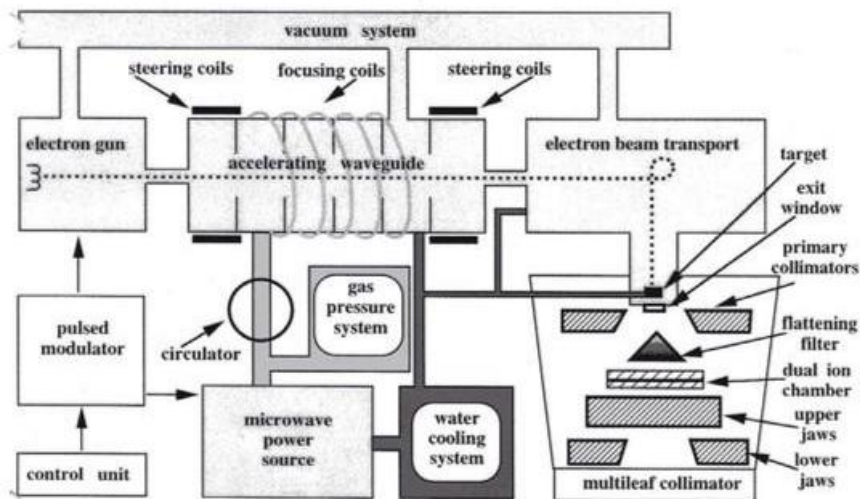 vacuum system
steering coils
focusing coils
steering coils
electron gun
accelerating waveguide
electron beam transport
target
exit
window
primary
collimators
gas
pressure
system
pulsed
modulator
circulator
flattening
filter
dual ion
chamber
microwave
power
source
water
cooling
system
upper
jaws
control unit
lower
jaws
multileaf collimator